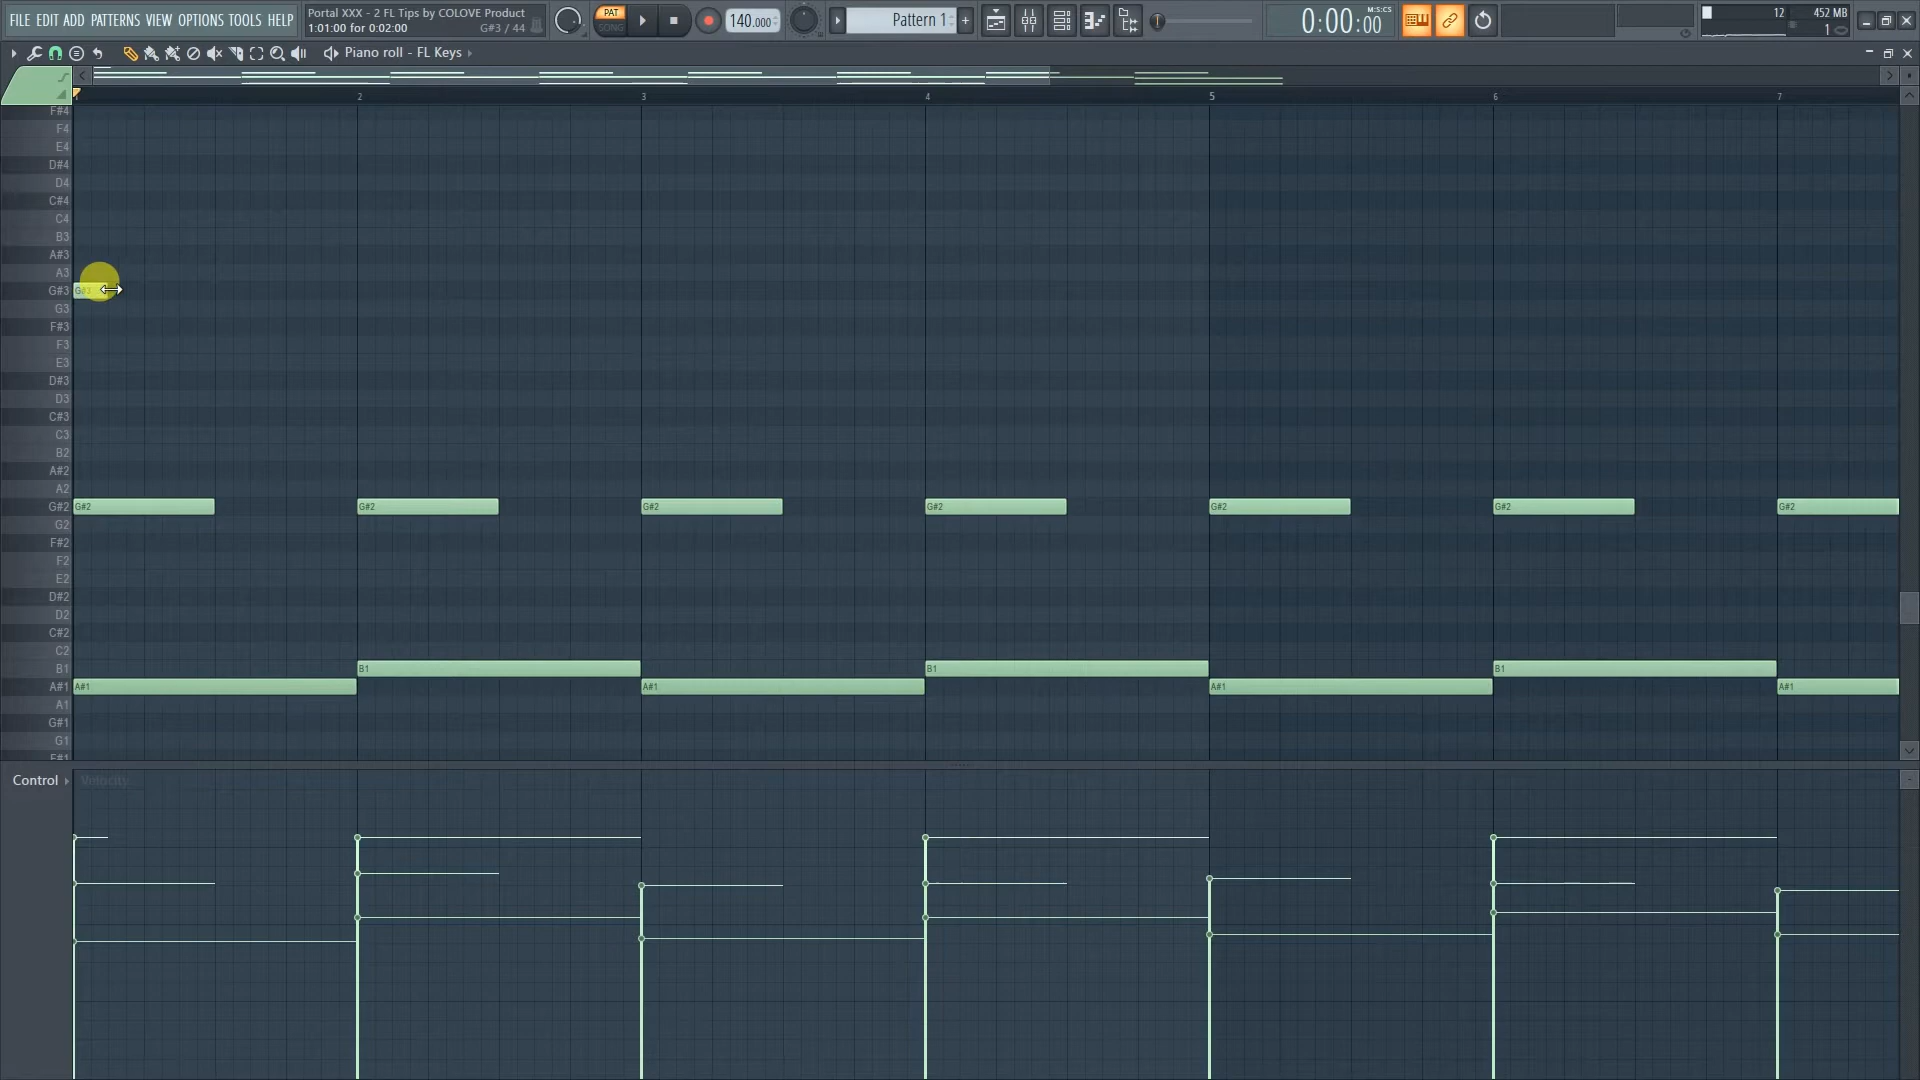 FILE EDIT ADD PATTERNS VIEW OPTIONS TOOLS HELP
Portal XXX - 2 FL Tips by COLOVE Product
1:01:00 for 0:02:00
G#3 / 44
PAT
SONG
140.000
Pattern 1
+
0:00:00
M:S:CS
12
452 MB
1
Piano roll - FL Keys
2
3
4
5
6
7
F#4
F4
E4
D#4
D4
C#4
C4
B3
A#3
A3
G#3
G#3
G3
F#3
F3
E3
D#3
D3
C#3
C3
B2
A#2
A2
G#2
G#2
G#2
G#2
G#2
G#2
G#2
G#2
G2
F#2
F2
E2
D#2
D2
C#2
C2
B1
B1
B1
B1
A#1
A#1
A#1
A#1
A#1
A1
G#1
G1
F#1
Control
Velocity